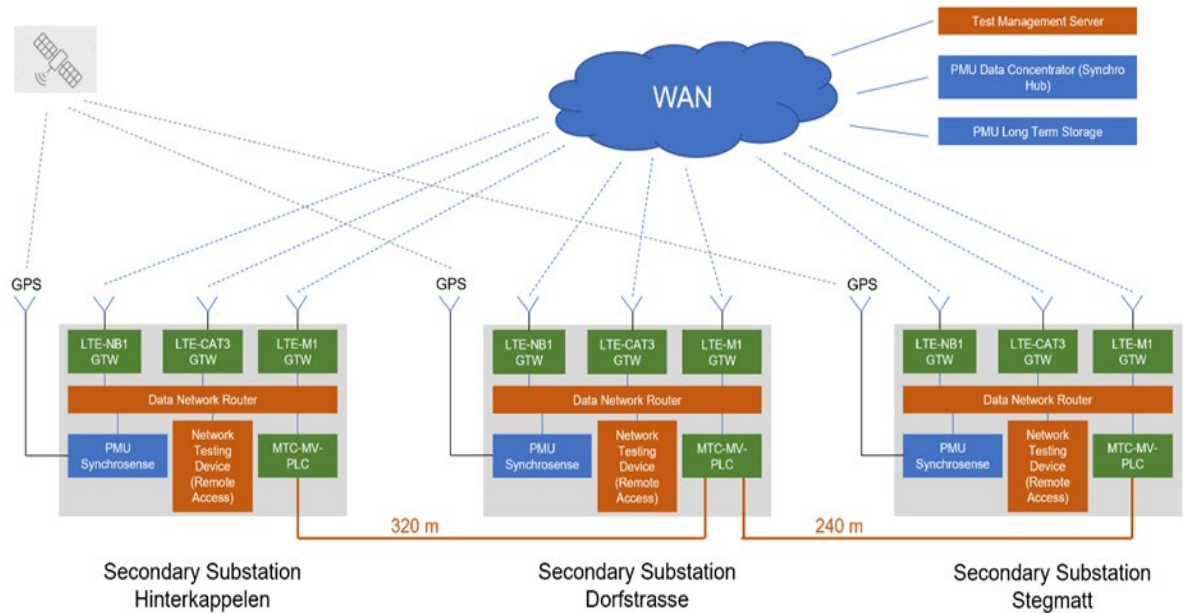 Test Management Server
PMU Data Concentrator (Synchro
Hub)
PMU Long Term Storage
WAN
GPS
GPS
GPS
LTE-NB1
GTW
LTE-CAT3
GTW
LTE-M1
GTW
Data Network Router
PMU
Synchrosense
Network
Testing
Device
(Remote
Access)
MTC-MV-
PLC
LTE-NB1
GTW
LTE-CAT3
GTW
LTE-M1
GTW
Data Network Router
PMU
Synchrosense
Network
Testing
Device
(Remote
Access)
MTC-MV-
PLC
LTE-NB1
GTW
LTE-CAT3
GTW
LTE-M1
GTW
Data Network Router
PMU
Synchrosense
Network
Testing
Device
(Remote
Access)
MTC-MV-
PLC
320 m
240 m
Secondary Substation
Hinterkappelen
Secondary Substation
Dorfstrasse
Secondary Substation
Stegmatt